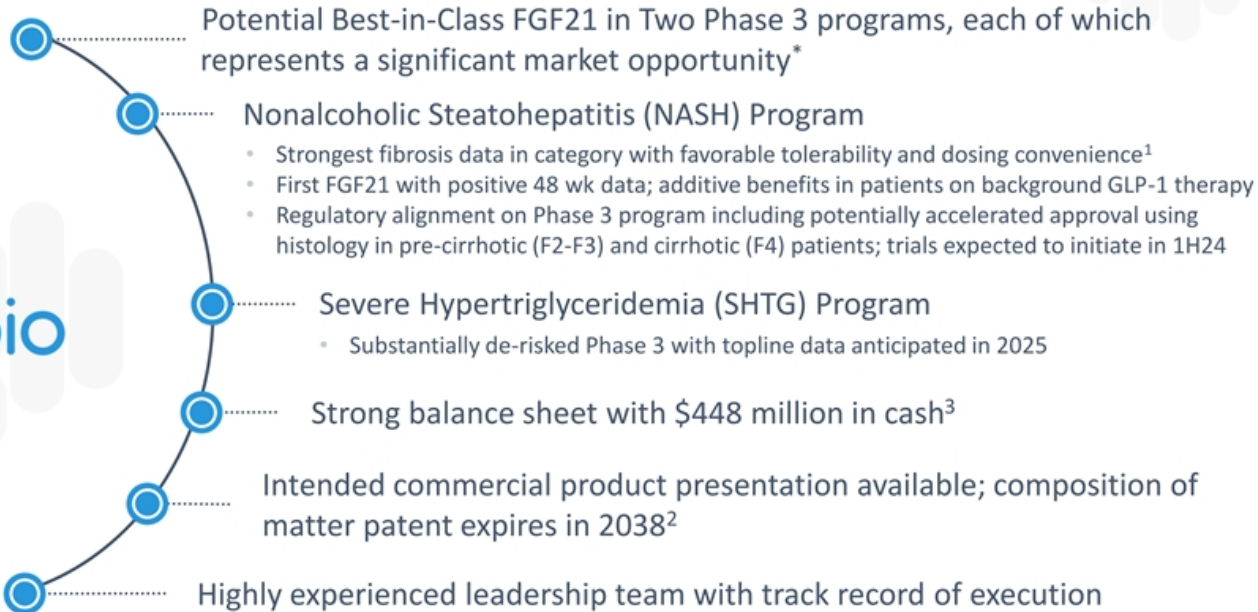 Potential Best-in-Class FGF21 in Two Phase 3 programs, each of which
represents a significant market opportunity*
Nonalcoholic Steatohepatitis (NASH) Program
• Strongest fibrosis data in category with favorable tolerability and dosing convenience¹
• First FGF21 with positive 48 wk data; additive benefits in patients on background GLP-1 therapy
• Regulatory alignment on Phase 3 program including potentially accelerated approval using
histology in pre-cirrhotic (F2-F3) and cirrhotic (F4) patients; trials expected to initiate in 1H24
io
Severe Hypertriglyceridemia (SHTG) Program
• Substantially de-risked Phase 3 with topline data anticipated in 2025
Strong balance sheet with $448 million in cash³
Intended commercial product presentation available; composition of
matter patent expires in 2038²
Highly experienced leadership team with track record of execution